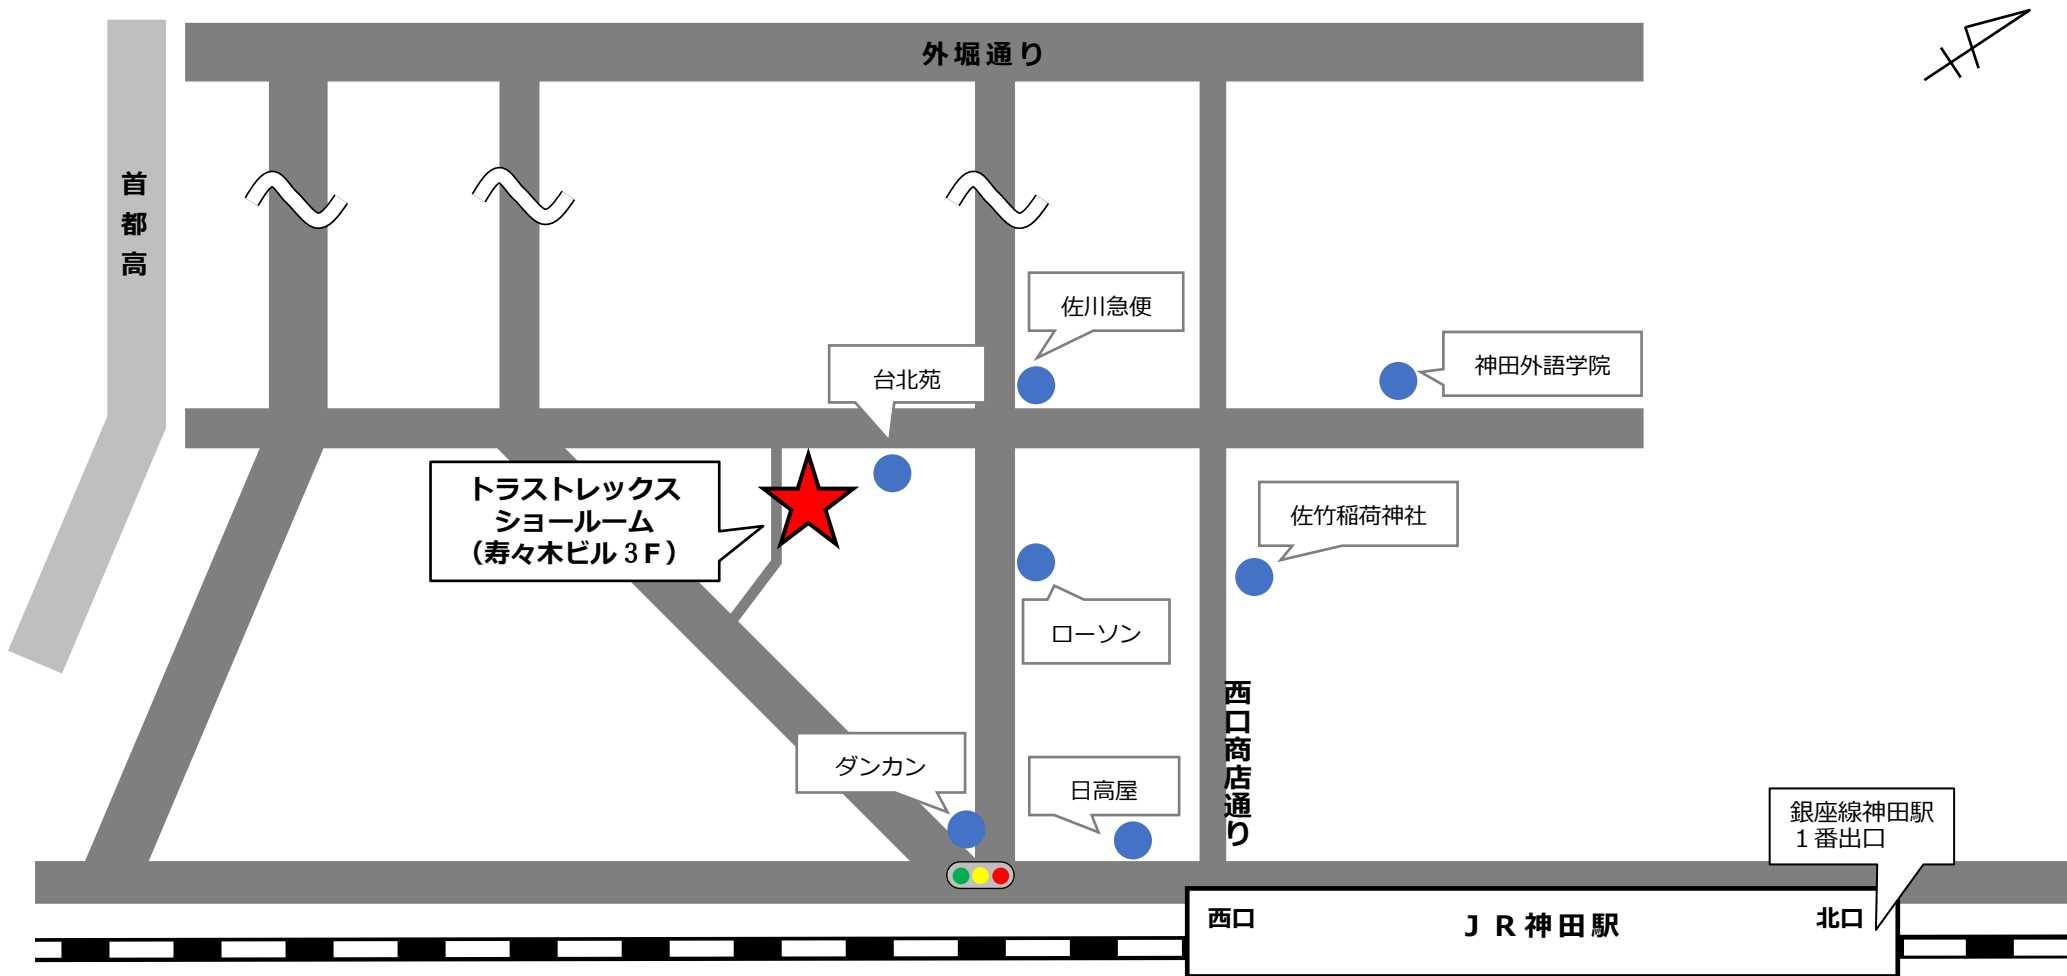 外堀通り
首都高
佐川急便
神田外語学院
台北苑
トラストレックス
ショールーム
（寿々木ビル３F）
佐竹稲荷神社
ローソン
西口商店通り
ダンカン
日高屋
銀座線神田駅
１番出口
西口
ＪＲ神田駅
北口